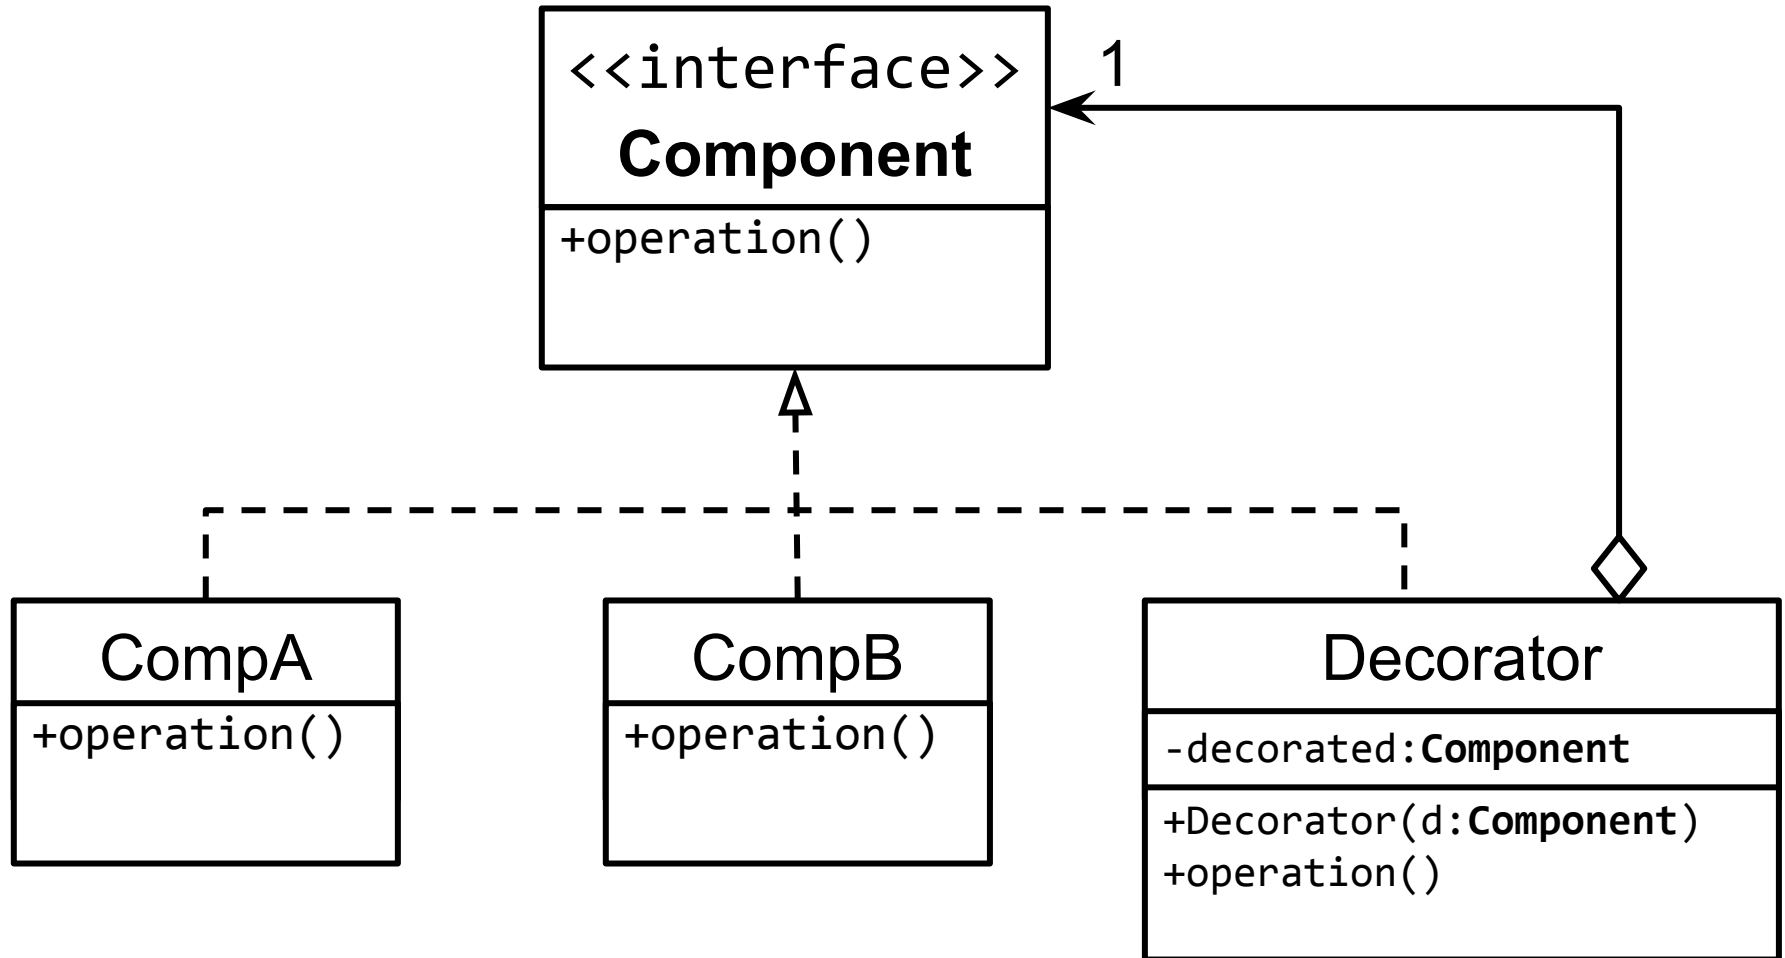 <<interface>>
Component
1
+operation()
CompA
+operation()
CompB
+operation()
Decorator
-decorated:Component
+Decorator(d:Component)
+operation()